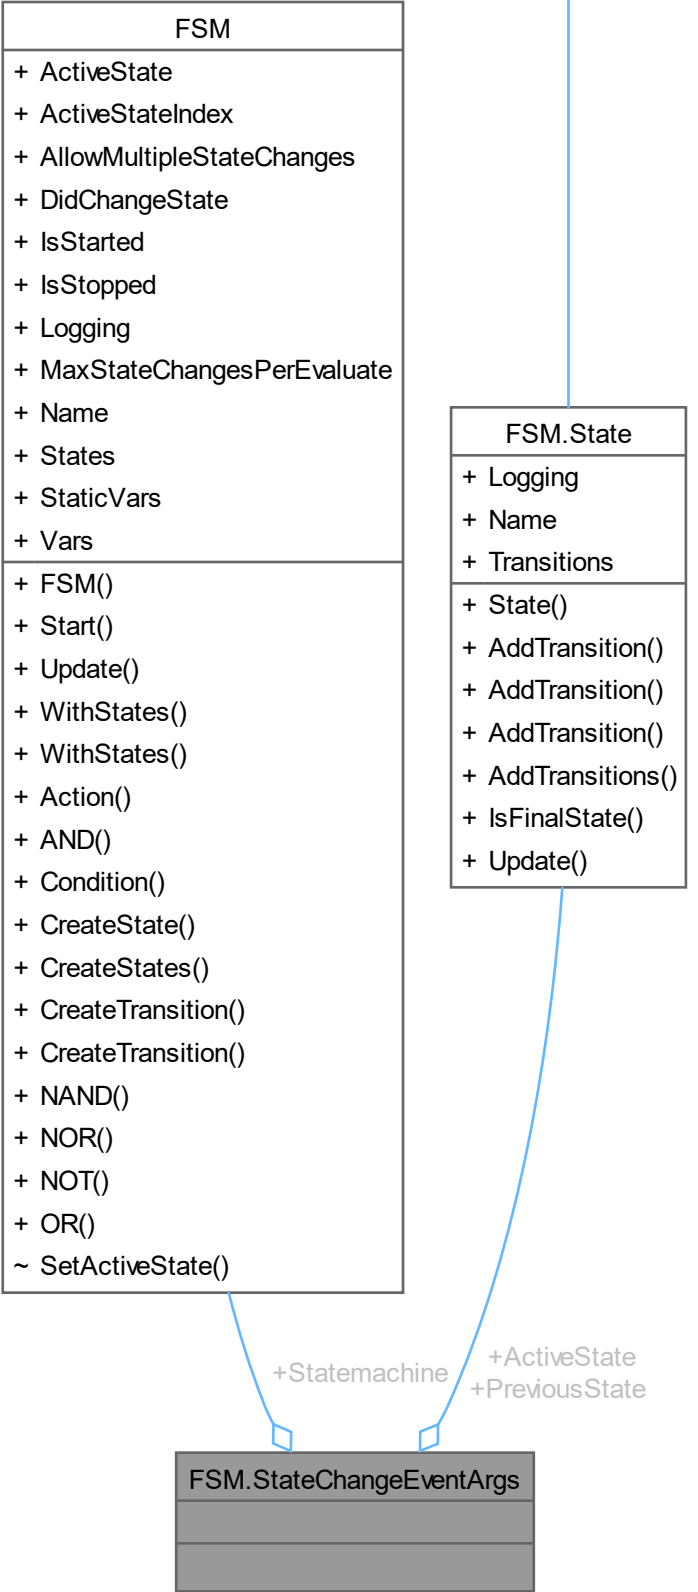 FSM
+ ActiveState
+ ActiveStateIndex
+ AllowMultipleStateChanges
+ DidChangeState
+ IsStarted
+ IsStopped
+ Logging
+ MaxStateChangesPerEvaluate
+ Name
+ States
+ StaticVars
+ Vars
+ FSM()
+ Start()
+ Update()
+ WithStates()
+ WithStates()
+ Action()
+ AND()
+ Condition()
+ CreateState()
+ CreateStates()
+ CreateTransition()
+ CreateTransition()
+ NAND()
+ NOR()
+ NOT()
+ OR()
~ SetActiveState()
FSM.State
+ Logging
+ Name
+ Transitions
+ State()
+ AddTransition()
+ AddTransition()
+ AddTransition()
+ AddTransitions()
+ IsFinalState()
+ Update()
+Statemachine
+ActiveState
+PreviousState
FSM.StateChangeEventArgs